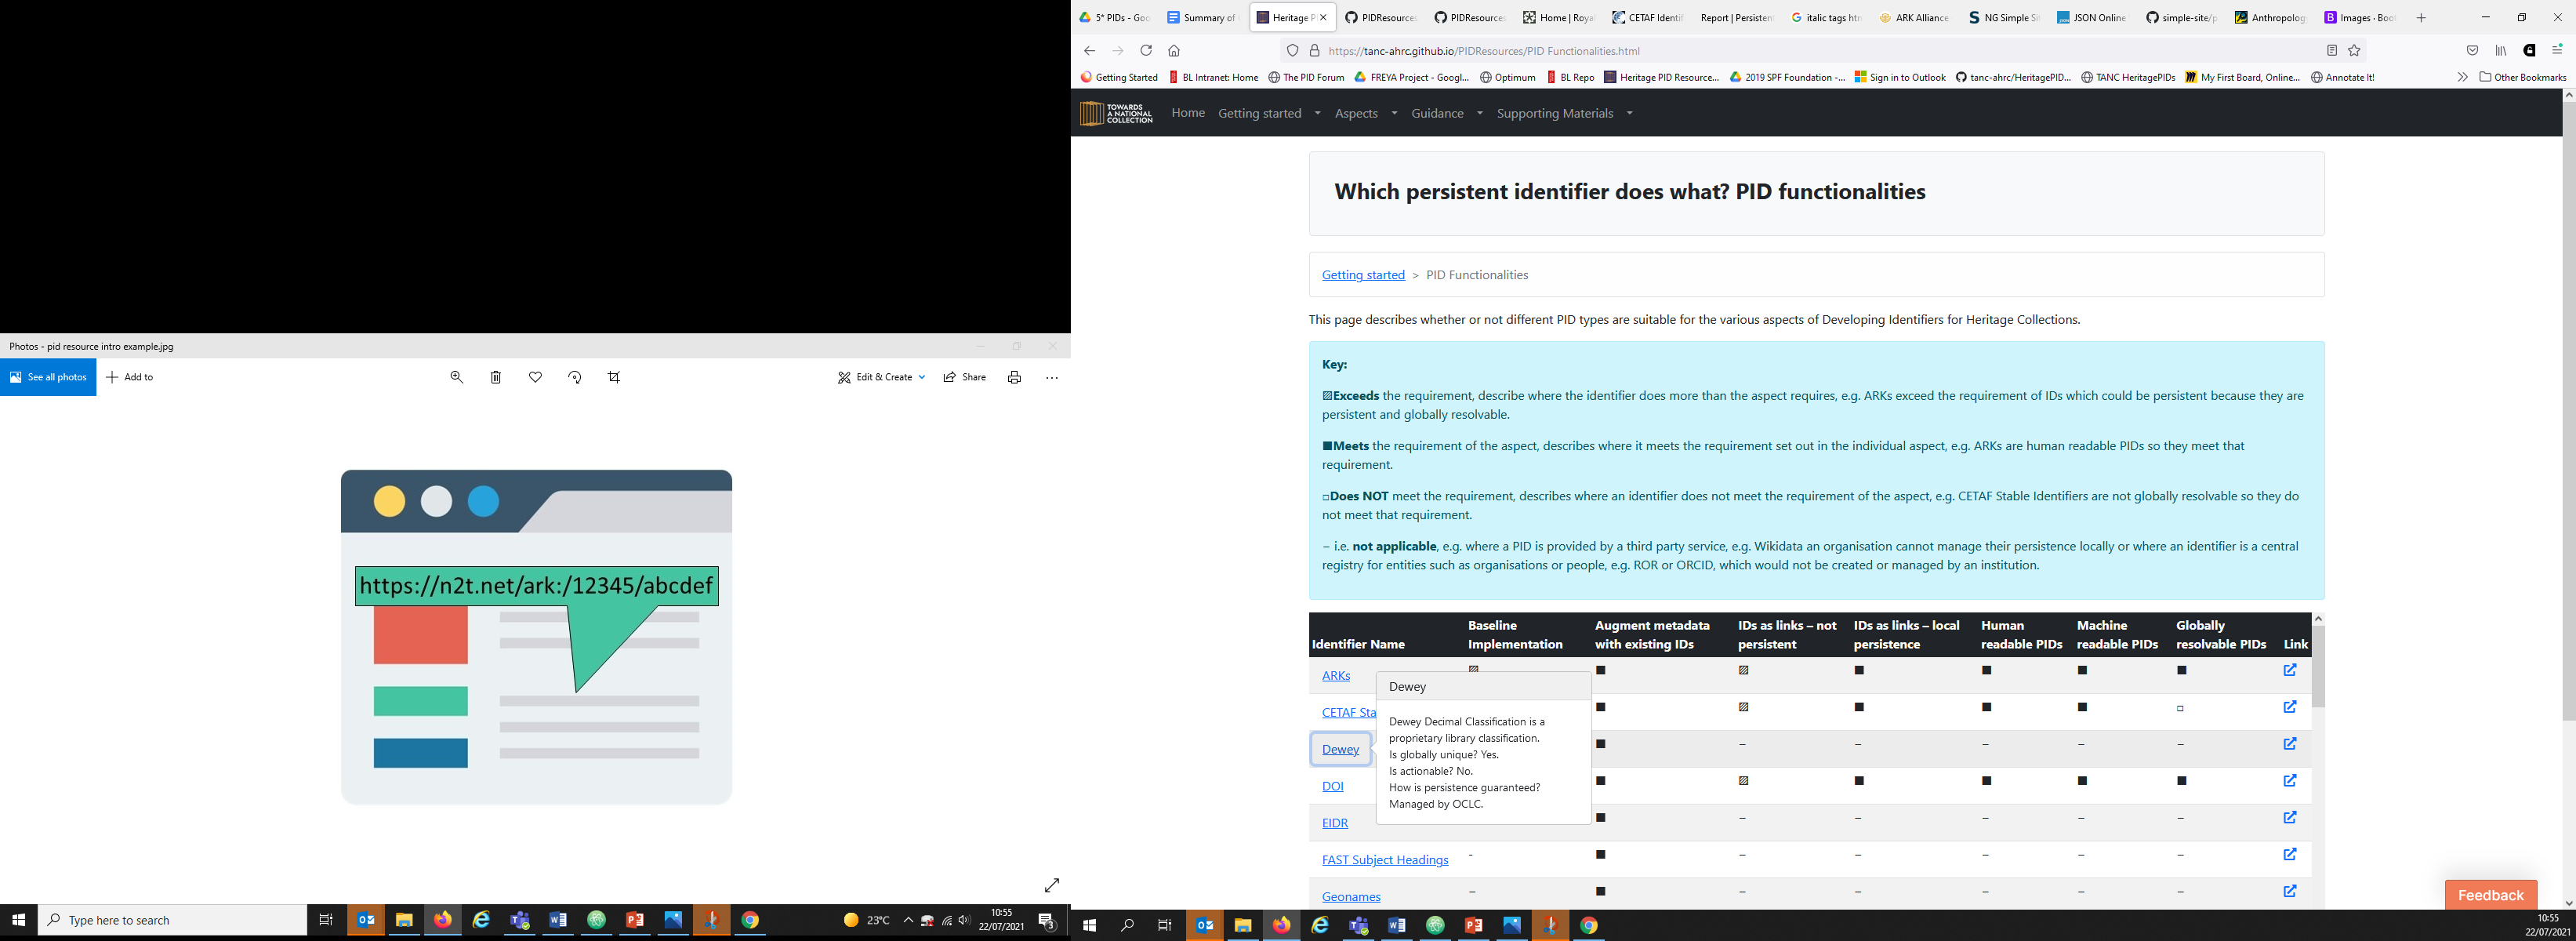 Photos - pid resource intro example.jpg
See all photos
Add to
Edit & Create
Share
https://n2t.net/ark:/12345/abcdef
Type here to search
23°C
10:55
22/07/2021
3
5* PIDs - Goo
Summary of
Heritage P
PIDResources
PIDResources
Home | Roya
CETAF Identif
Report | Persisten
italic tags htm
ARK Alliance
NG Simple Si
JSON Online
simple-site/p
Anthropolog
Images · Boo
https://tanc-ahrc.github.io/PIDResources/PID Functionalities.html
Getting Started
BL Intranet: Home
The PID Forum
FREYA Project - Googl...
Optimum
BL Repo
Heritage PID Resource...
2019 SPF Foundation -...
Sign in to Outlook
tanc-ahrc/HeritagePID...
TANC HeritagePIDs
My First Board, Online...
Annotate It!
Other Bookmarks
TOWARDS
A NATIONAL
COLLECTION
Home
Getting started
Aspects
Guidance
Supporting Materials
Which persistent identifier does what? PID functionalities
Getting started > PID Functionalities
This page describes whether or not different PID types are suitable for the various aspects of Developing Identifiers for Heritage Collections.
Key:
▨Exceeds the requirement, describe where the identifier does more than the aspect requires, e.g. ARKs exceed the requirement of IDs which could be persistent because they are
persistent and globally resolvable.
■Meets the requirement of the aspect, describes where it meets the requirement set out in the individual aspect, e.g. ARKs are human readable PIDs so they meet that
requirement.
□Does NOT meet the requirement, describes where an identifier does not meet the requirement of the aspect, e.g. CETAF Stable Identifiers are not globally resolvable so they do
not meet that requirement.
– i.e. not applicable, e.g. where a PID is provided by a third party service, e.g. Wikidata an organisation cannot manage their persistence locally or where an identifier is a central
registry for entities such as organisations or people, e.g. ROR or ORCID, which would not be created or managed by an institution.
Identifier Name
Baseline
Implementation
Augment metadata
with existing IDs
IDs as links – not
persistent
IDs as links – local
persistence
Human
readable PIDs
Machine
readable PIDs
Globally
resolvable PIDs
Link
ARKs ▨ ■ ▨ ■ ■ ■ ■
CETAF Sta ■ ▨ ■ ■ ■ □
Dewey ■ – – – – –
DOI ■ ▨ ■ ■ ■ ■
EIDR ■ – – – – –
FAST Subject Headings - ■ – – – – –
Geonames – ■ – – – – –
Dewey
Dewey Decimal Classification is a
proprietary library classification.
Is globally unique? Yes.
Is actionable? No.
How is persistence guaranteed?
Managed by OCLC.
Feedback
10:55
22/07/2021